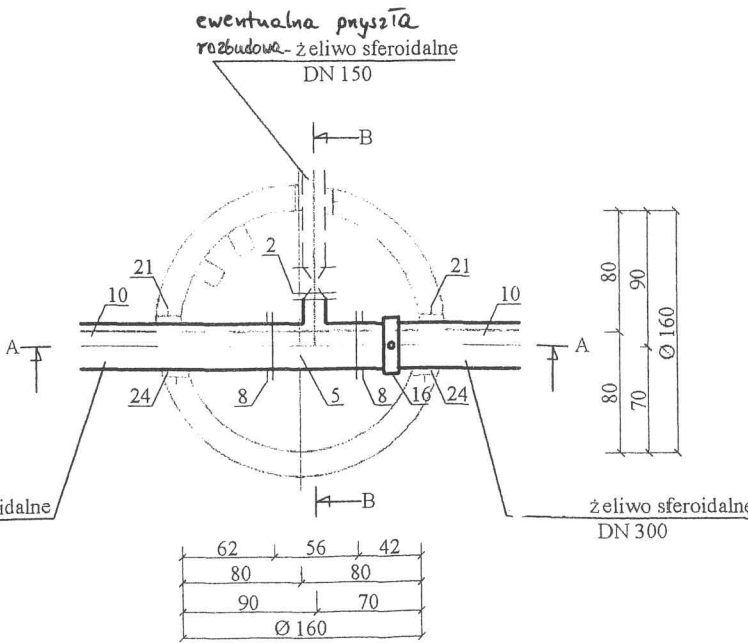 ewentualna pnyszła
rozbudowa - żeliwo sferoidalne
DN 150
B
2
21
21
10
10
A
A
24
8
5
8
16
24
80
90
80
70
Ø 160
idalne
B
żeliwo sferoidalne
DN 300
62
56
42
80
80
90
70
Ø 160